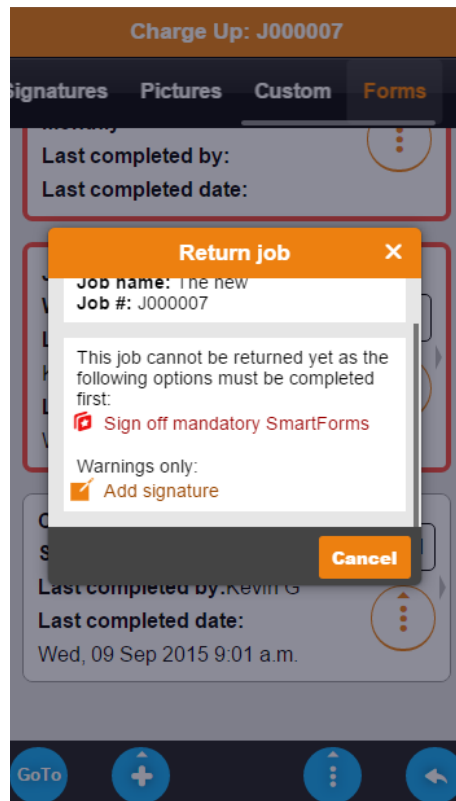 Charge Up: J000007
Signatures Pictures Custom Forms
Monthly
Last completed by:
Last completed date:
Return job
Job name: The new
Job #: J000007
This job cannot be returned yet as the
following options must be completed
first:
Sign off mandatory SmartForms
Warnings only:
Add signature
Cancel
Last completed by:Kevin G
Last completed date:
Wed, 09 Sep 2015 9:01 a.m.
GoTo